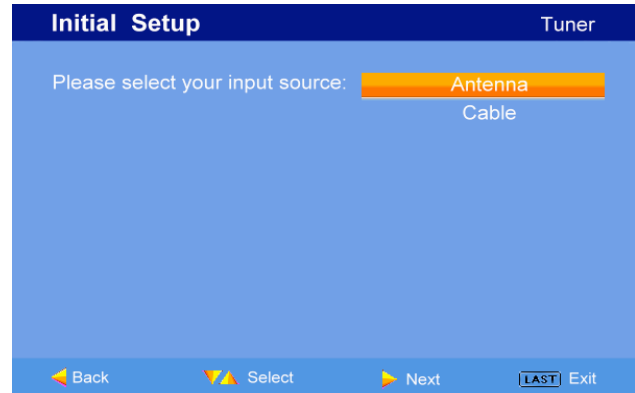 Initial Setup Tuner
Please select your input source: Antenna
Cable
Back Select Next LAST Exit